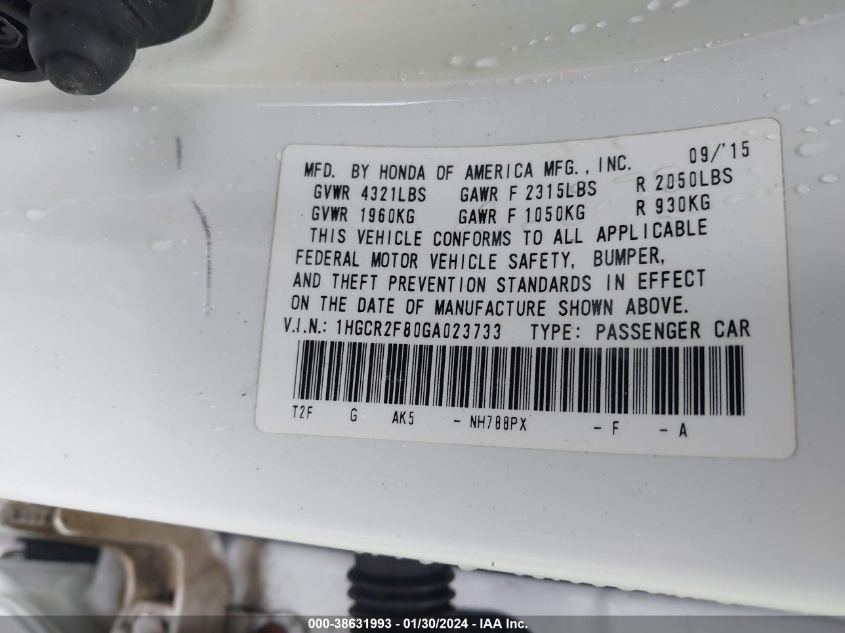 MFD. BY HONDA OF AMERICA MFG., INC. 09/'15
GVWR 4321LBS GAWR F 2315LBS R 2050LBS
GVWR 1960KG GAWR F 1050KG R 930KG
THIS VEHICLE CONFORMS TO ALL APPLICABLE
FEDERAL MOTOR VEHICLE SAFETY, BUMPER,
AND THEFT PREVENTION STANDARDS IN EFFECT
ON THE DATE OF MANUFACTURE SHOWN ABOVE.
V.I.N.: 1HGCR2F80GA023733 TYPE: PASSENGER CAR
T2F G AK5 - NH788PX - F - A
000-38631993 / 01/30/2024 - IAA Inc.